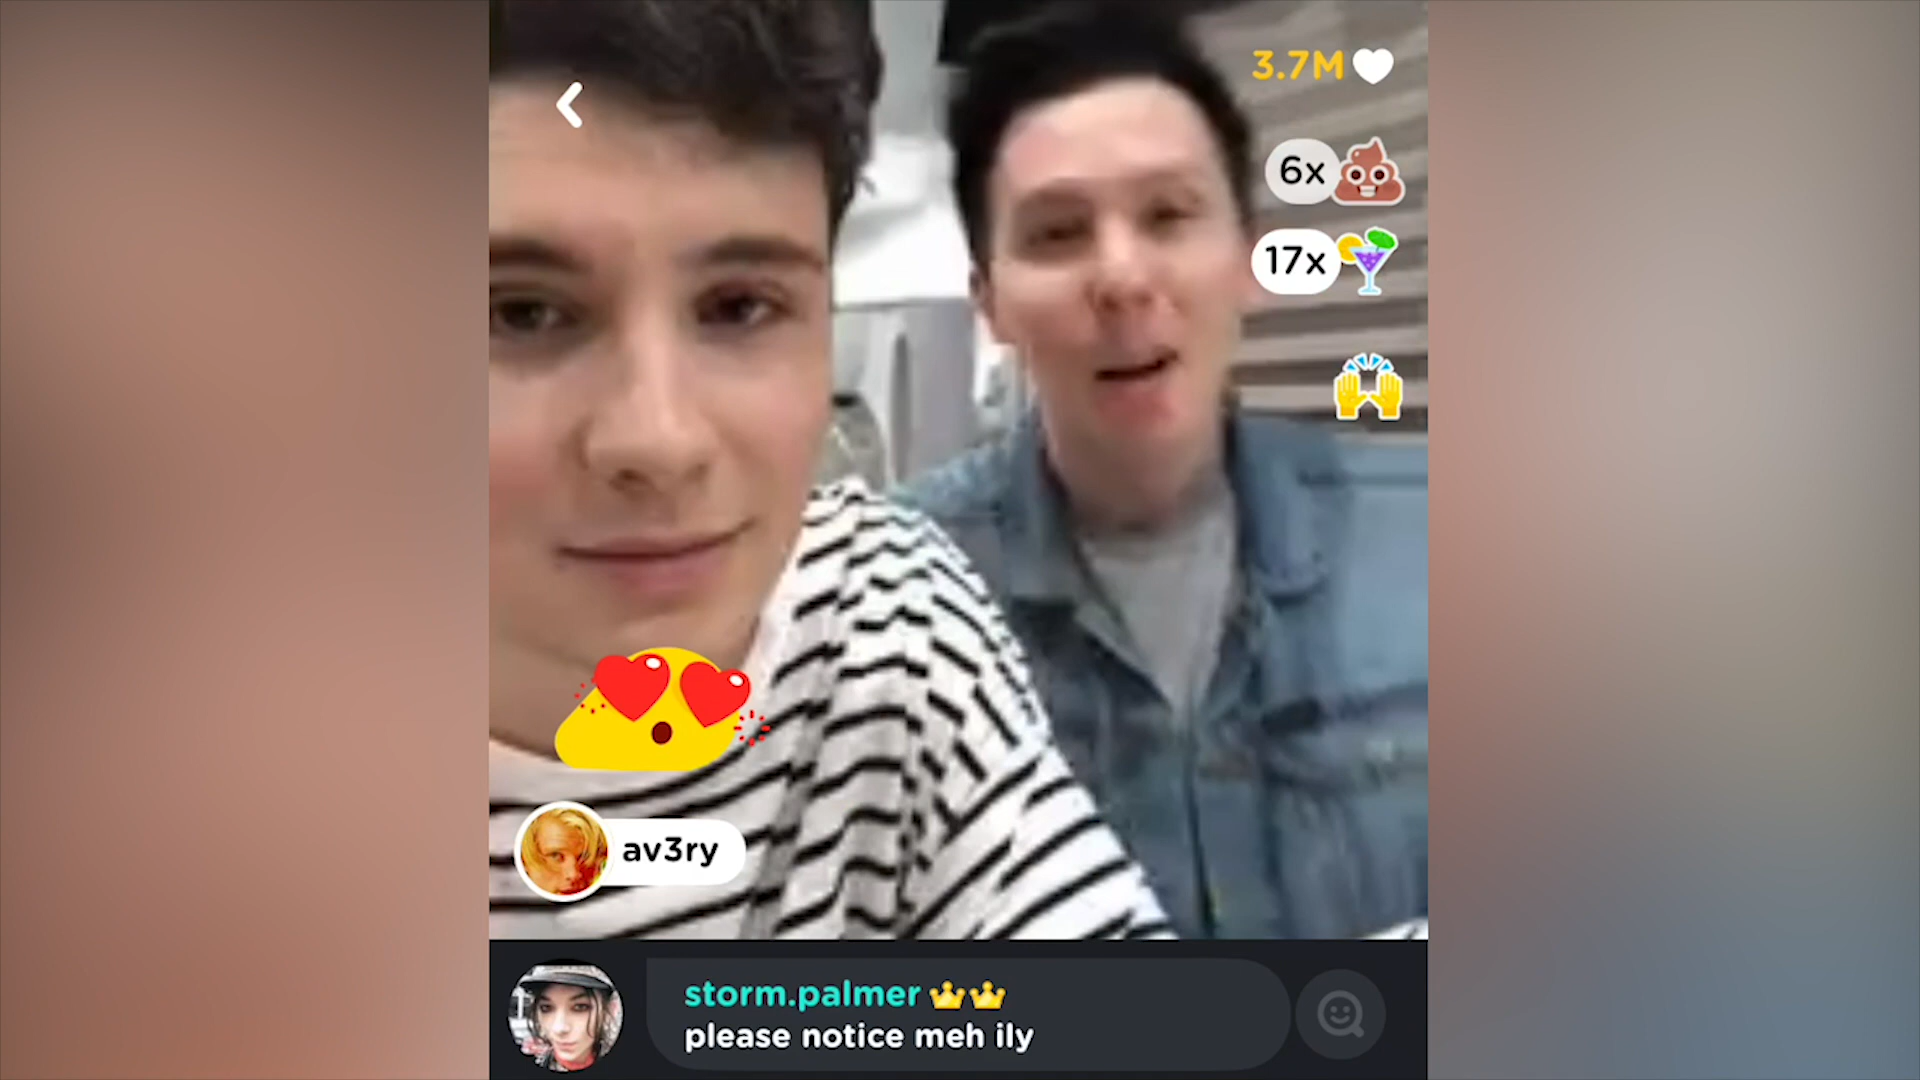 3.7M
6x
17x
av3ry
storm.palmer
please notice meh ily